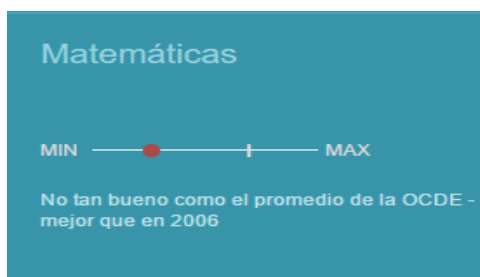 Matemáticas
MIN MAX
No tan bueno como el promedio de la OCDE -
mejor que en 2006